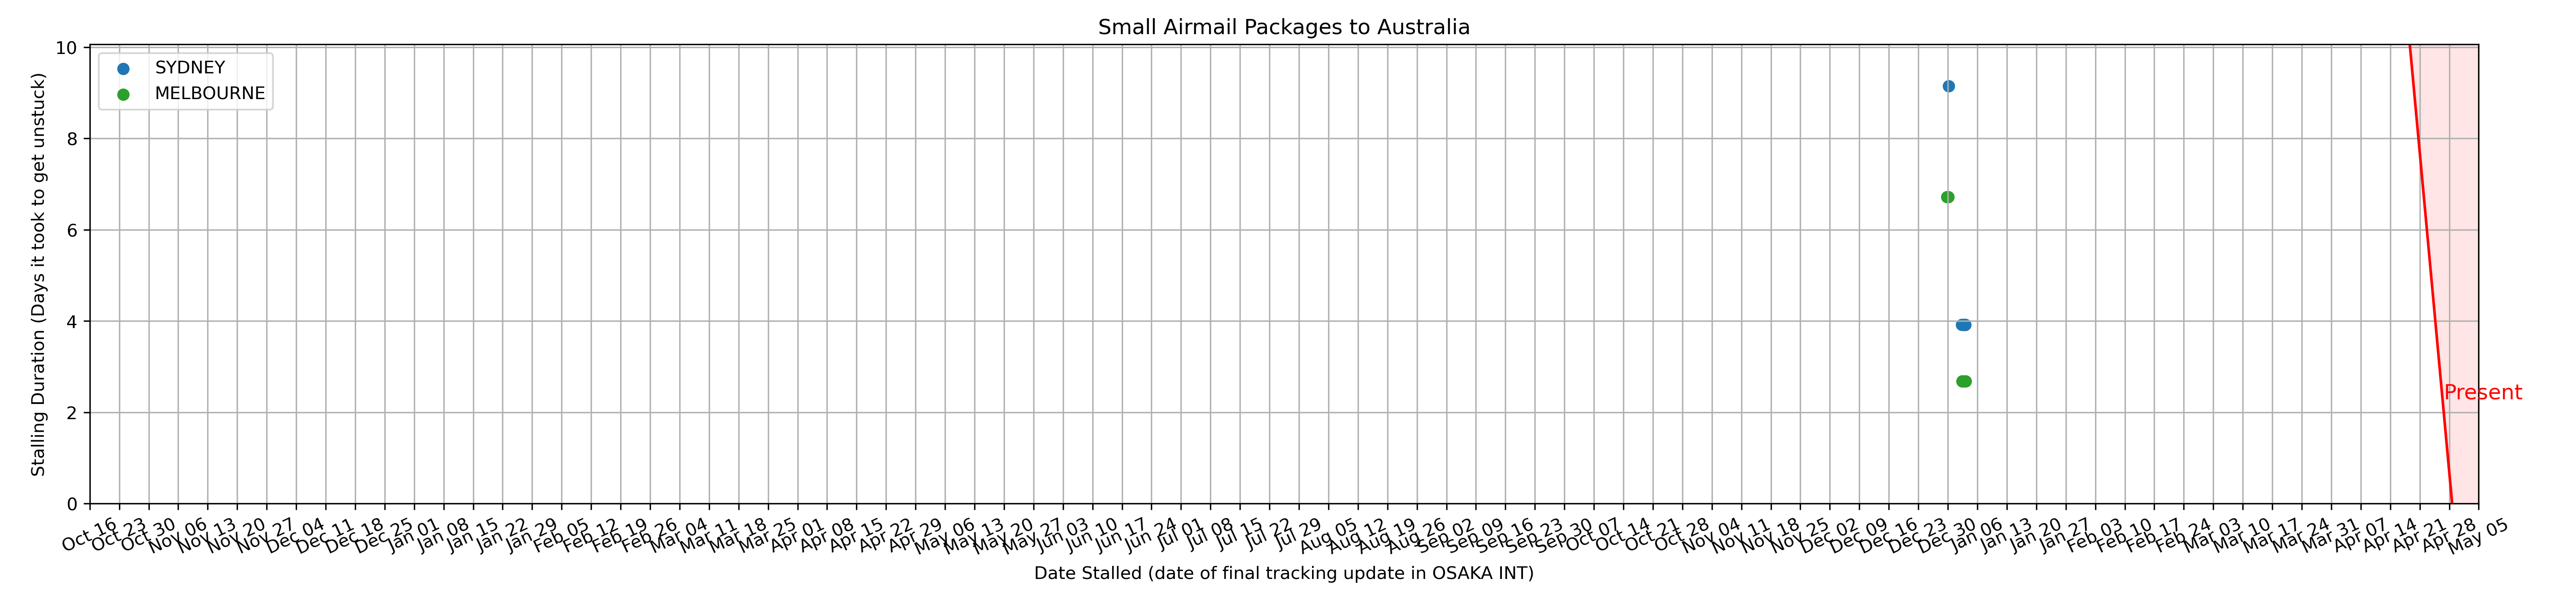 Small Airmail Packages to Australia
10
8
6
4
2
0
Stalling Duration (Days it took to get unstuck)
SYDNEY
MELBOURNE
Present
Oct 16
Oct 23
Oct 30
Nov 06
Nov 13
Nov 20
Nov 27
Dec 04
Dec 11
Dec 18
Dec 25
Jan 01
Jan 08
Jan 15
Jan 22
Jan 29
Feb 05
Feb 12
Feb 19
Feb 26
Mar 04
Mar 11
Mar 18
Mar 25
Apr 01
Apr 08
Apr 15
Apr 22
Apr 29
May 06
May 13
May 20
May 27
Jun 03
Jun 10
Jun 17
Jun 24
Jul 01
Jul 08
Jul 15
Jul 22
Jul 29
Aug 05
Aug 12
Aug 19
Aug 26
Sep 02
Sep 09
Sep 16
Sep 23
Sep 30
Oct 07
Oct 14
Oct 21
Oct 28
Nov 04
Nov 11
Nov 18
Nov 25
Dec 02
Dec 09
Dec 16
Dec 23
Dec 30
Jan 06
Jan 13
Jan 20
Jan 27
Feb 03
Feb 10
Feb 17
Feb 24
Mar 03
Mar 10
Mar 17
Mar 24
Mar 31
Apr 07
Apr 14
Apr 21
Apr 28
May 05
Date Stalled (date of final tracking update in OSAKA INT)